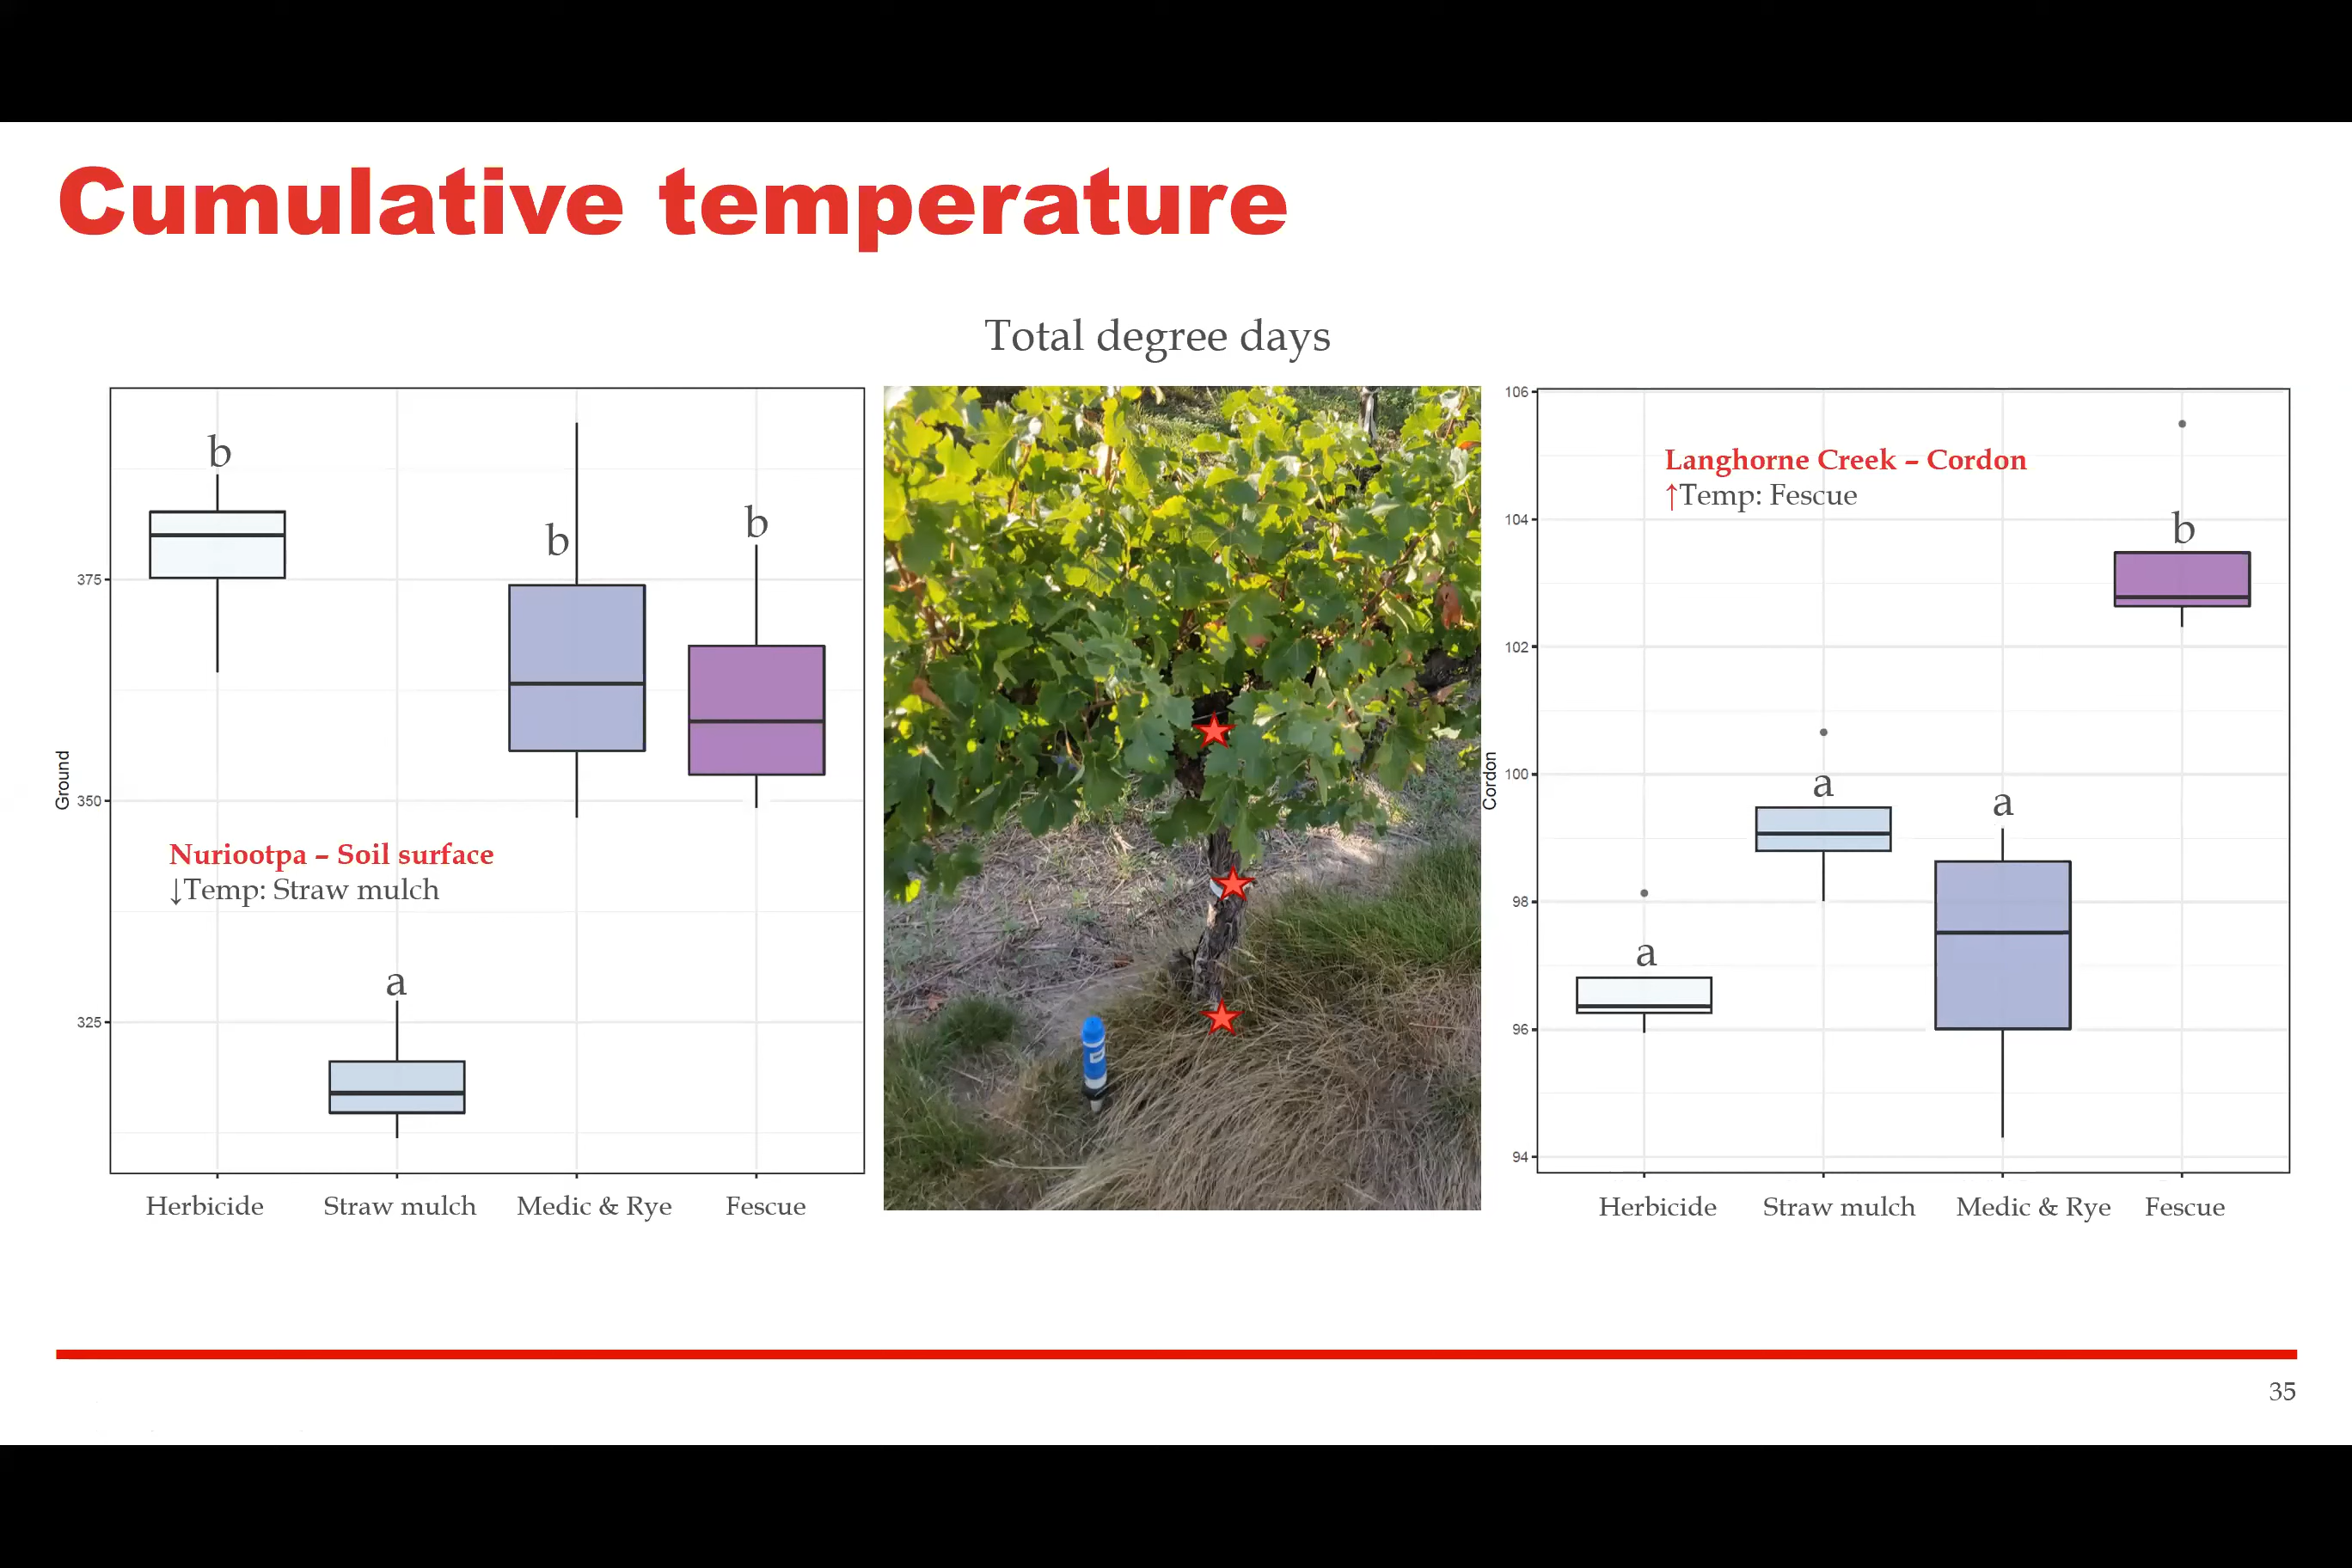 Cumulative temperature
Total degree days
b
b
b
375
Ground
350
Nuriootpa – Soil surface
↓Temp: Straw mulch
a
325
Herbicide
Straw mulch
Medic & Rye
Fescue
106
Langhorne Creek – Cordon
↑Temp: Fescue
104
b
102
Cordon
100
a
a
98
a
96
94
Herbicide
Straw mulch
Medic & Rye
Fescue
35